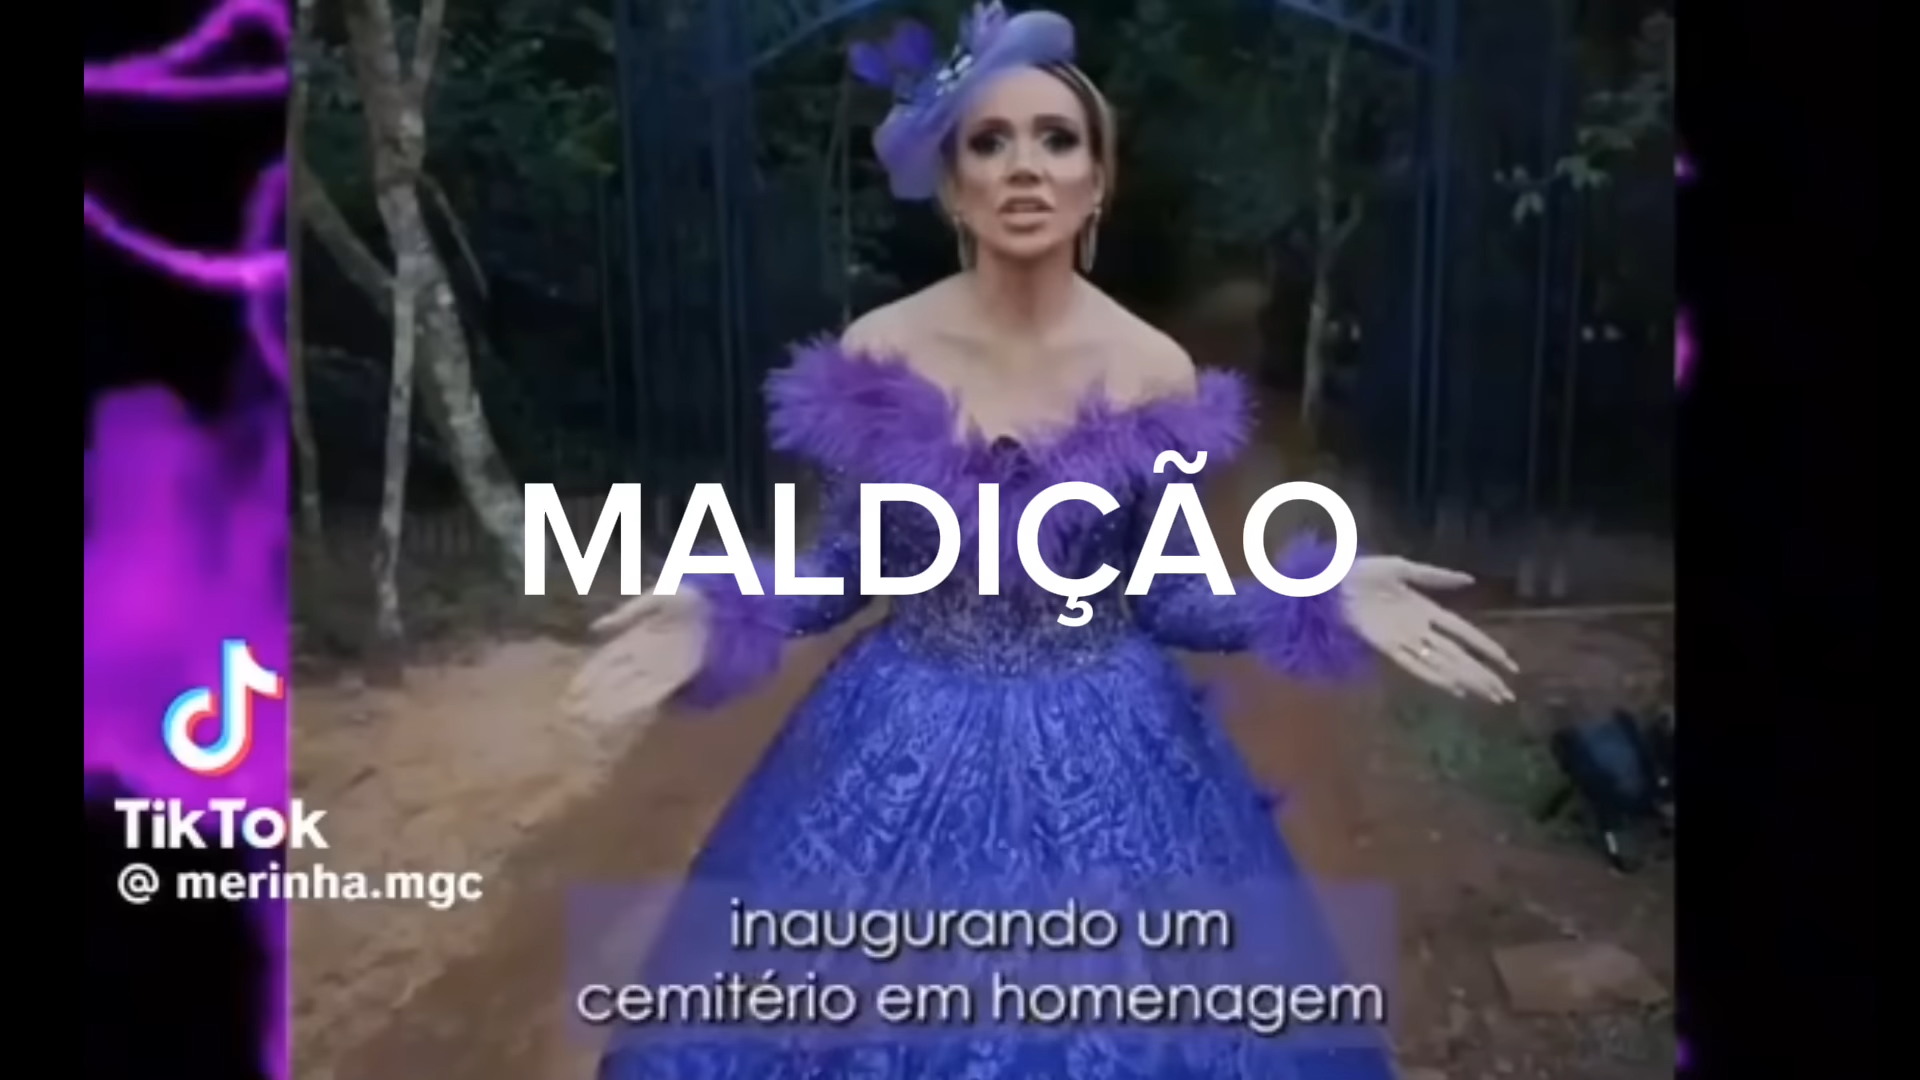 MALDIÇÃO
TikTok
@ merinha.mgc
inaugurando um
cemitério em homenagem